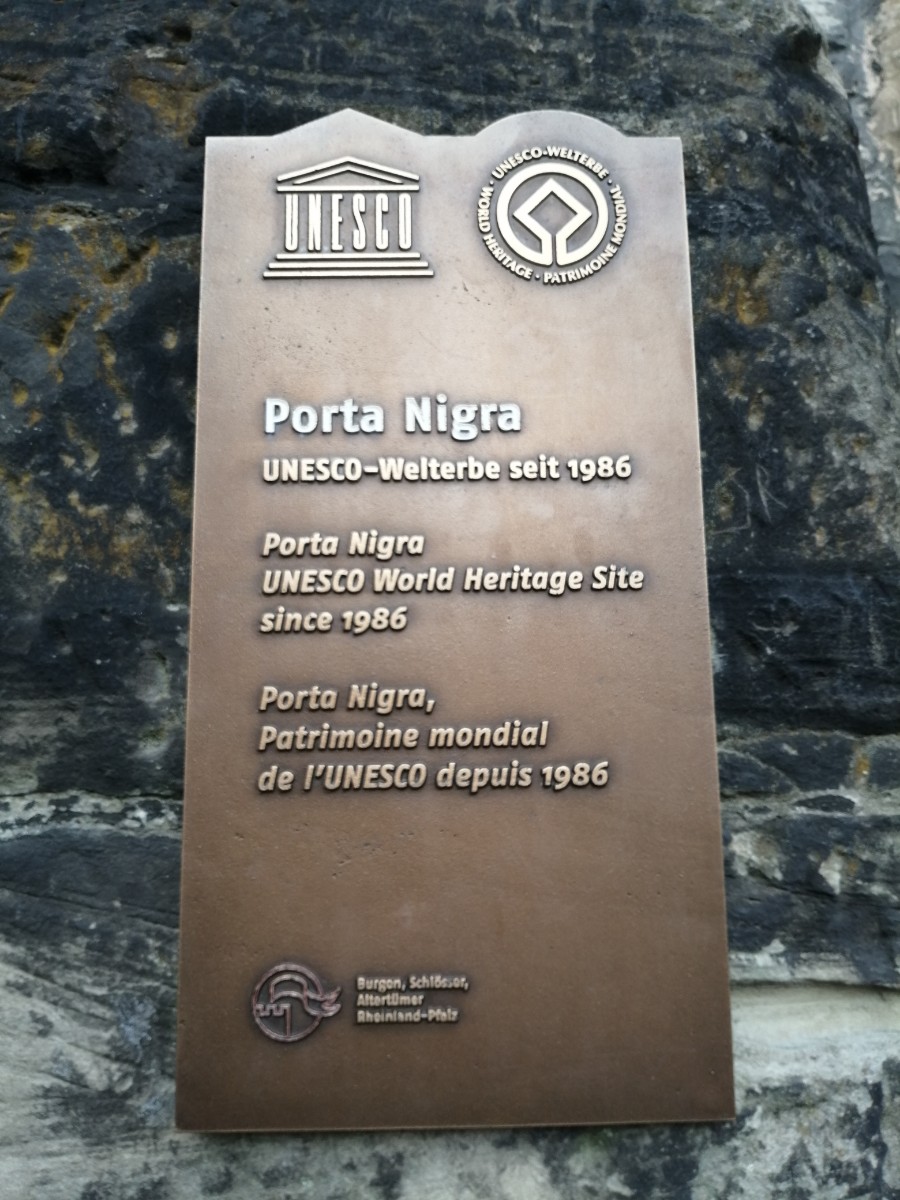 UNESCO
UNESCO-WELTERBE · WORLD HERITAGE · PATRIMOINE MONDIAL ·
Porta Nigra
UNESCO-Welterbe seit 1986
Porta Nigra
UNESCO World Heritage Site
since 1986
Porta Nigra,
Patrimoine mondial
de l'UNESCO depuis 1986
Burgen, Schlösser,
Altertümer
Rheinland-Pfalz